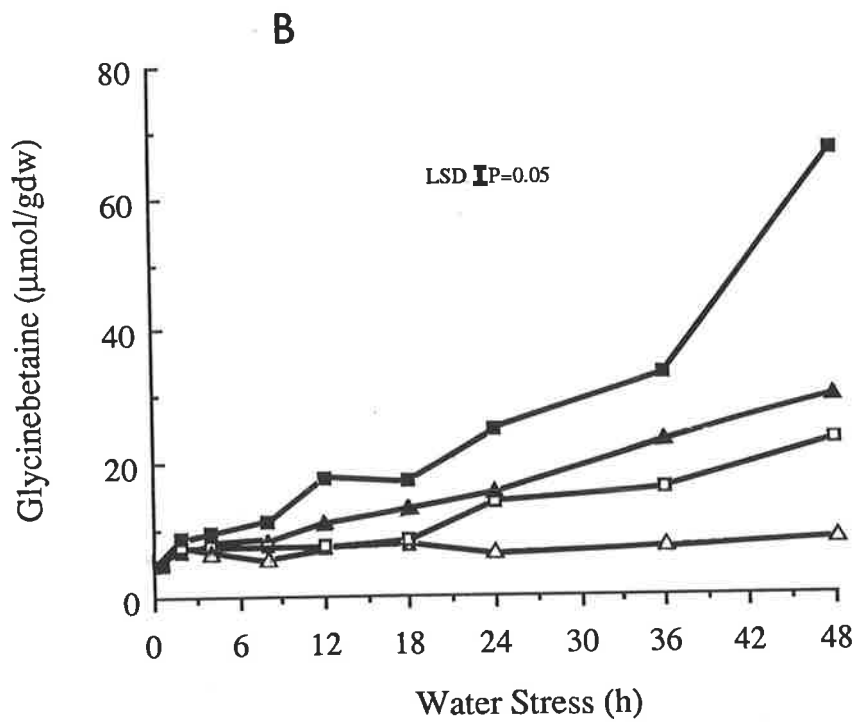 B
80
60
40
20
0
Glycinebetaine (µmol/gdw)
LSD P=0.05
0 6 12 18 24 30 36 42 48
Water Stress (h)